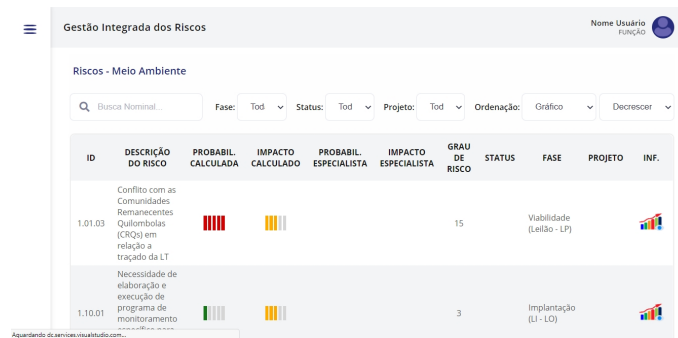 Gestão Integrada dos Riscos
Nome Usuário
FUNÇÃO
Riscos - Meio Ambiente
Busca Nominal...
Fase: Tod Status: Tod Projeto: Tod Ordenação: Gráfico Decrescer
ID DESCRIÇÃO DO RISCO PROBABIL. CALCULADA IMPACTO CALCULADO PROBABIL. ESPECIALISTA IMPACTO ESPECIALISTA GRAU DE RISCO STATUS FASE PROJETO INF.
1.01.03
Conflito com as
Comunidades
Remanecentes
Quilombolas
(CRQs) em
relação a
traçado da LT
15
Viabilidade
(Leilão - LP)
1.10.01
Necessidade de
elaboração e
execução de
programa de
monitoramento
específico para
3
Implantação
(LI - LO)
Aguardando dc.services.visualstudio.com...